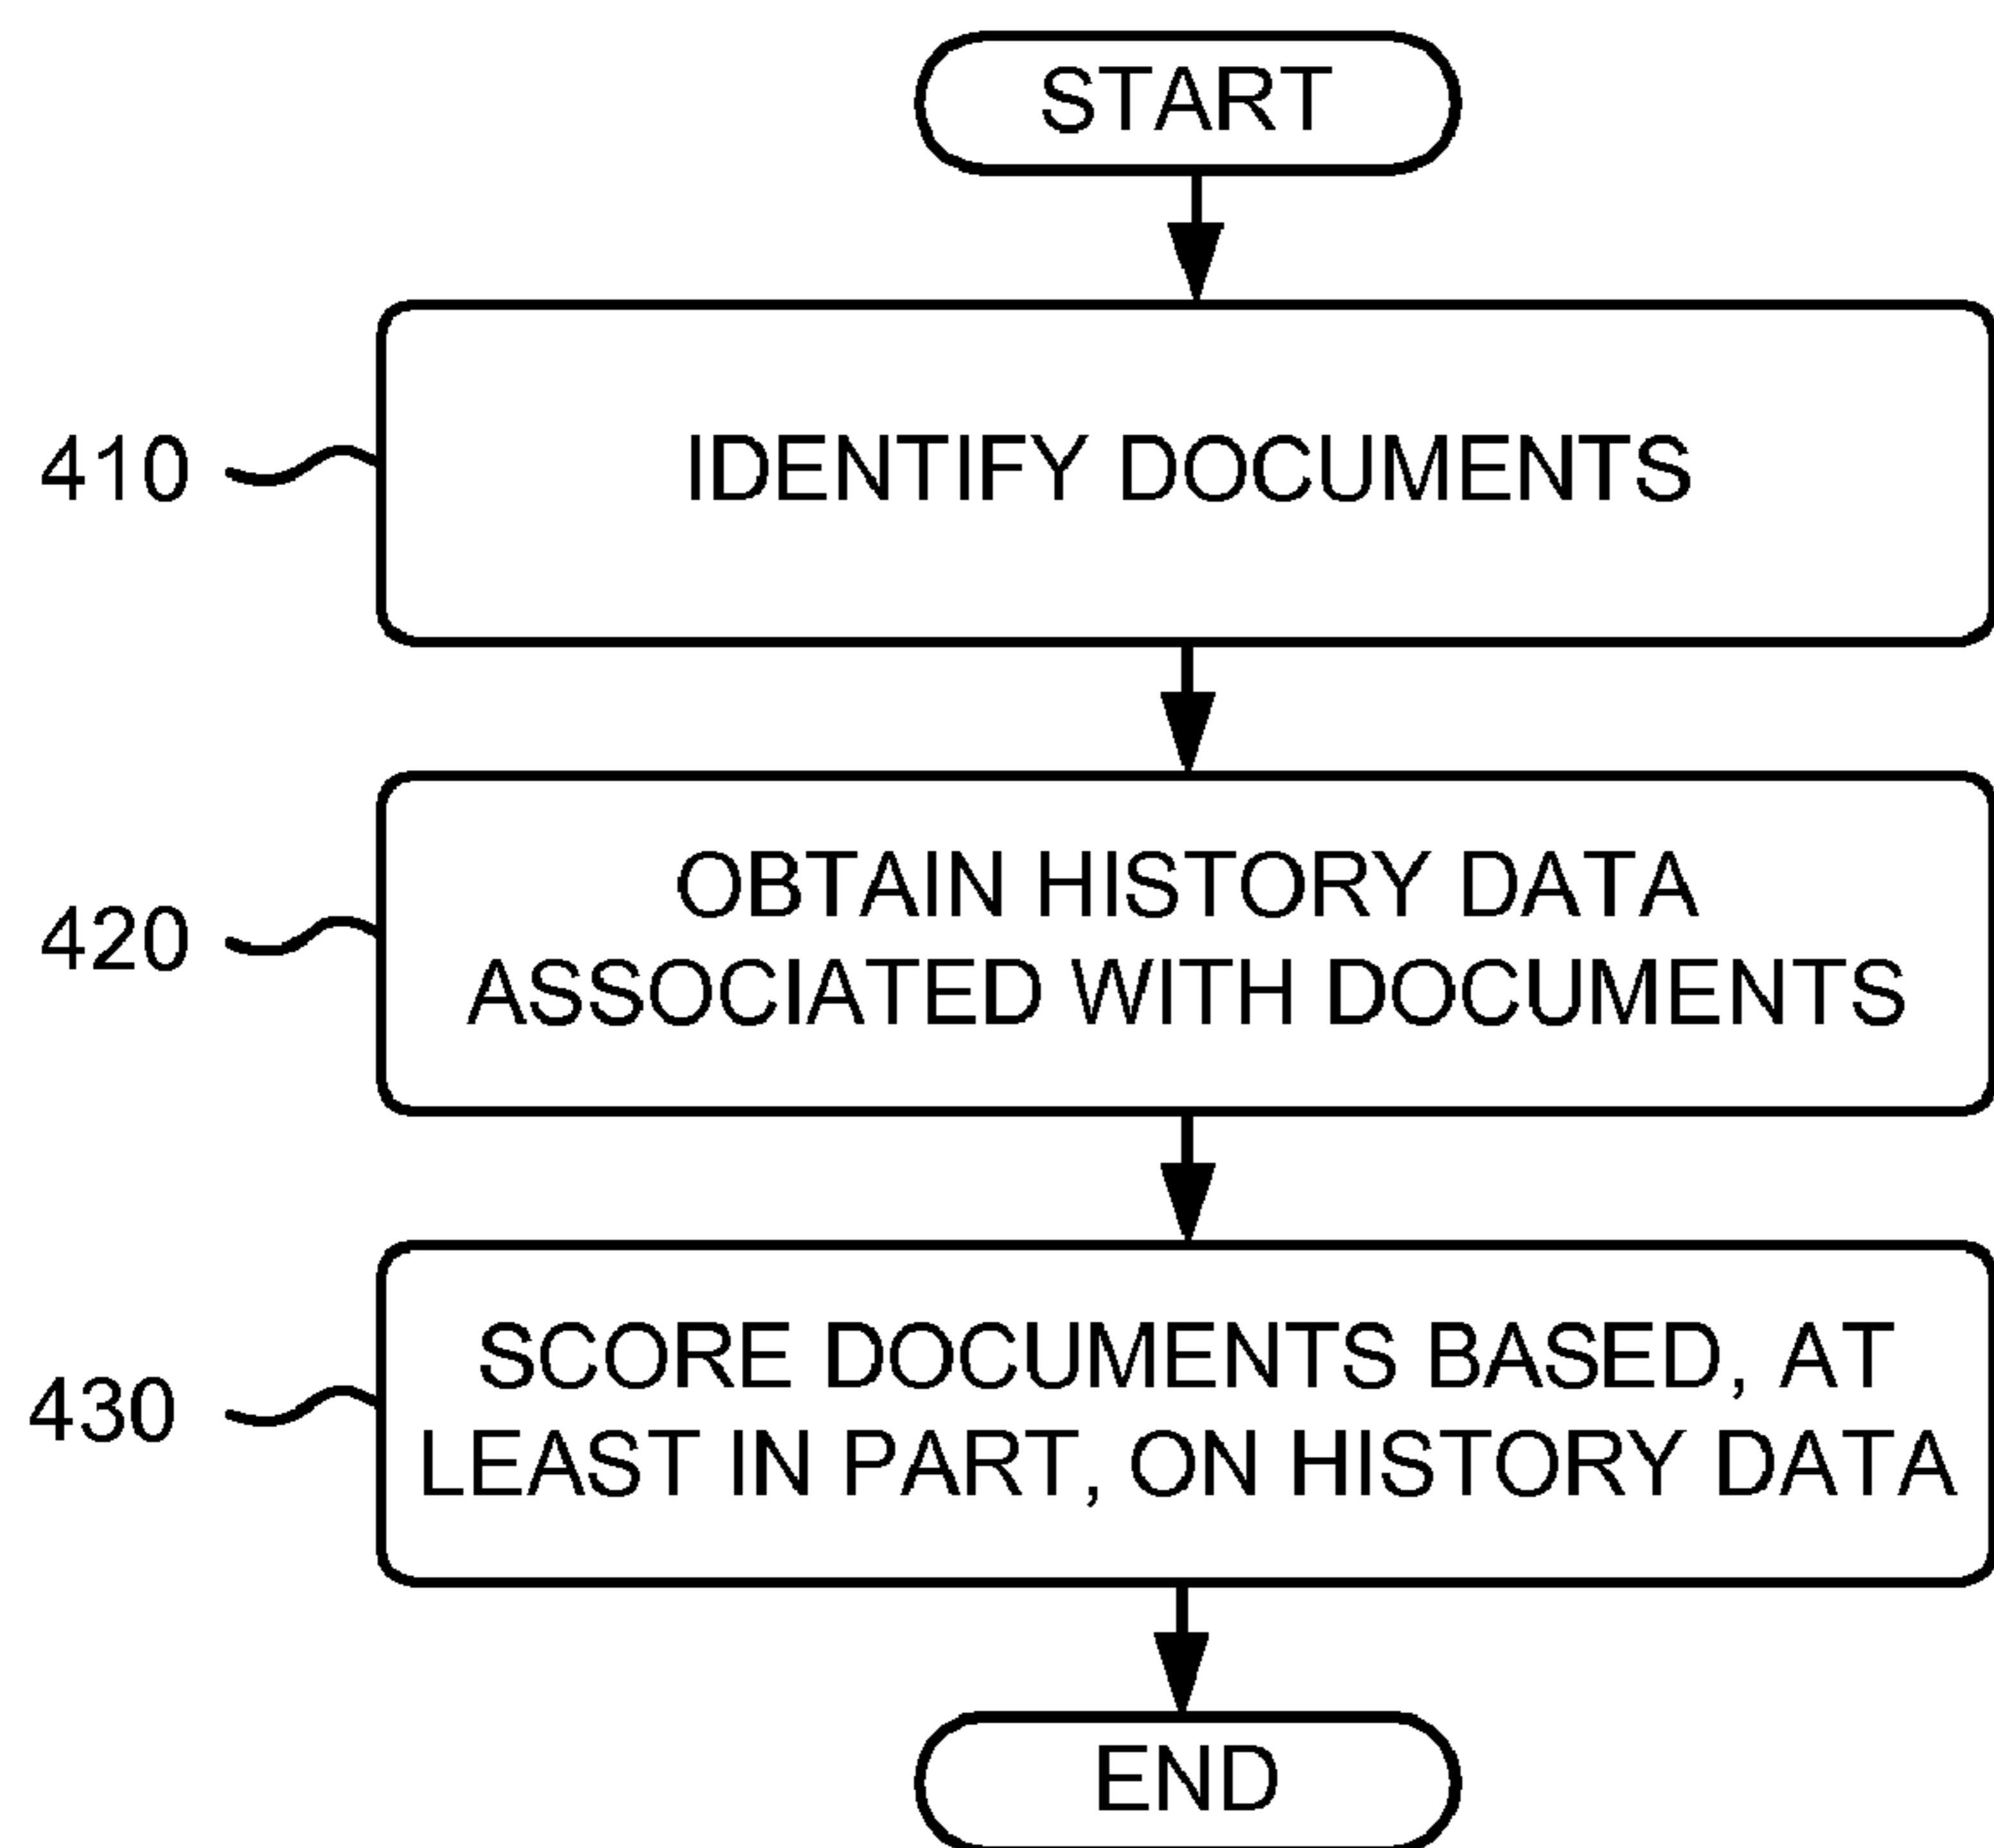 START
410
IDENTIFY DOCUMENTS
420
OBTAIN HISTORY DATA
ASSOCIATED WITH DOCUMENTS
430
SCORE DOCUMENTS BASED, AT
LEAST IN PART, ON HISTORY DATA
END